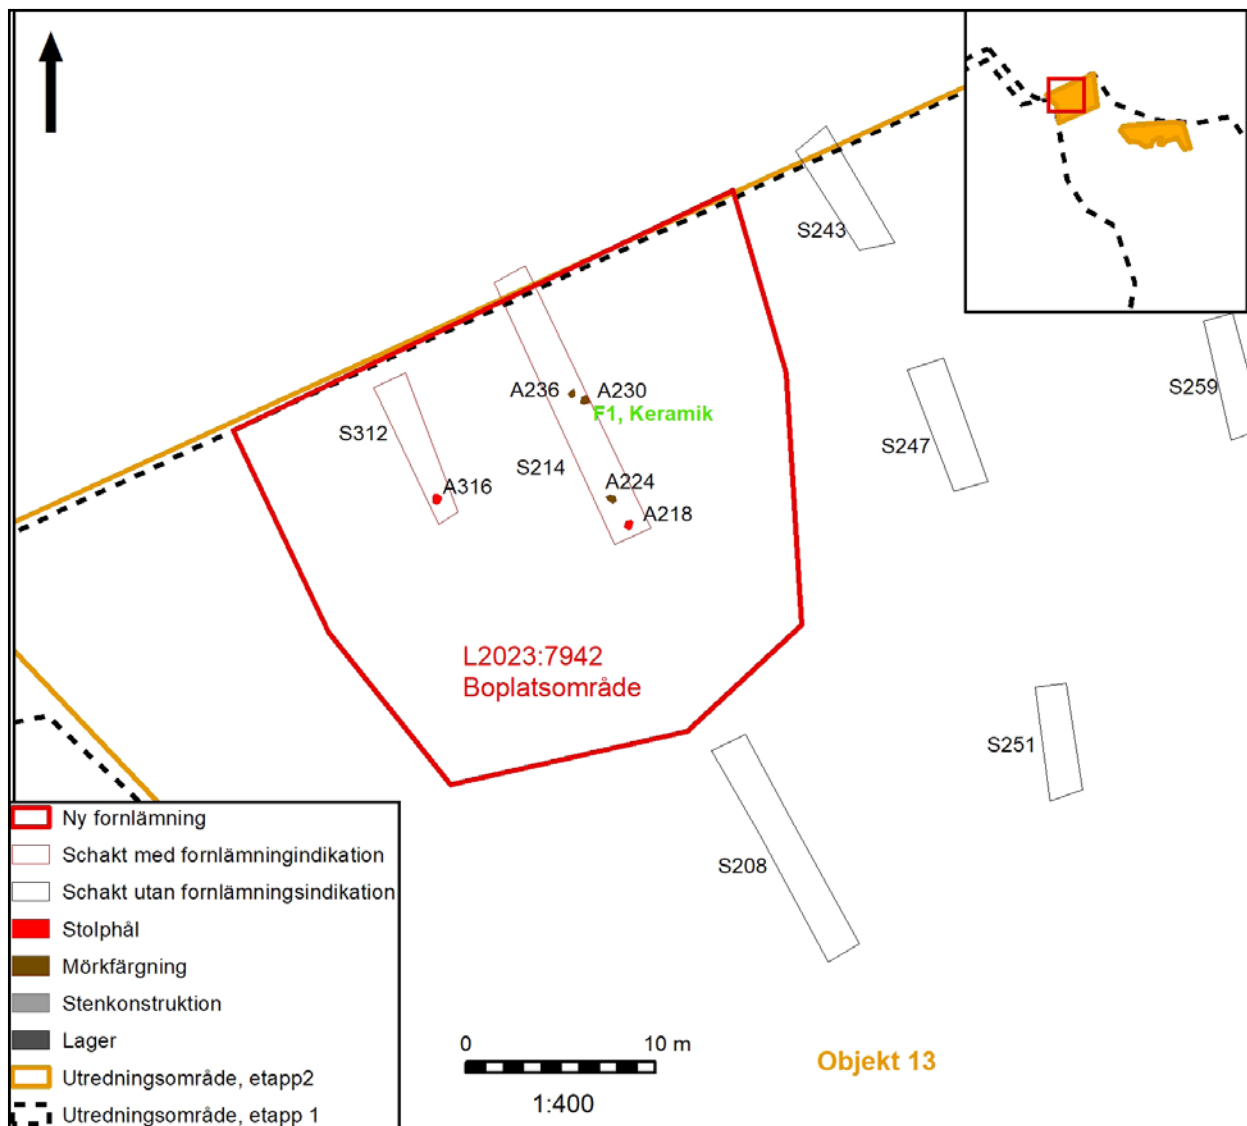 S243
A236
A230
F1, Keramik
S259
S312
S247
S214
A316
A224
A218
L2023:7942
Boplatsområde
S251
S208
Ny fornlämning
Schakt med fornlämningindikation
Schakt utan fornlämningsindikation
Stolphål
Mörkfärgning
Stenkonstruktion
Lager
Utredningsområde, etapp2
Utredningsområde, etapp 1
0 10 m
1:400
Objekt 13